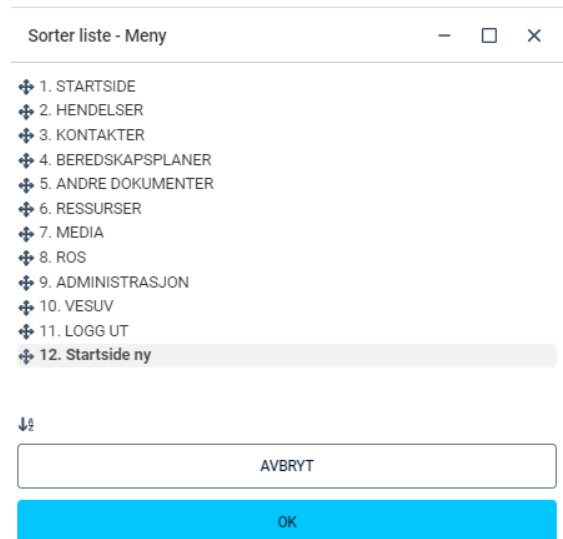 Sorter liste - Meny
1. STARTSIDE
2. HENDELSER
3. KONTAKTER
4. BEREDSKAPSPLANER
5. ANDRE DOKUMENTER
6. RESSURSER
7. MEDIA
8. ROS
9. ADMINISTRASJON
10. VESUV
11. LOGG UT
12. Startside ny
AVBRYT
OK